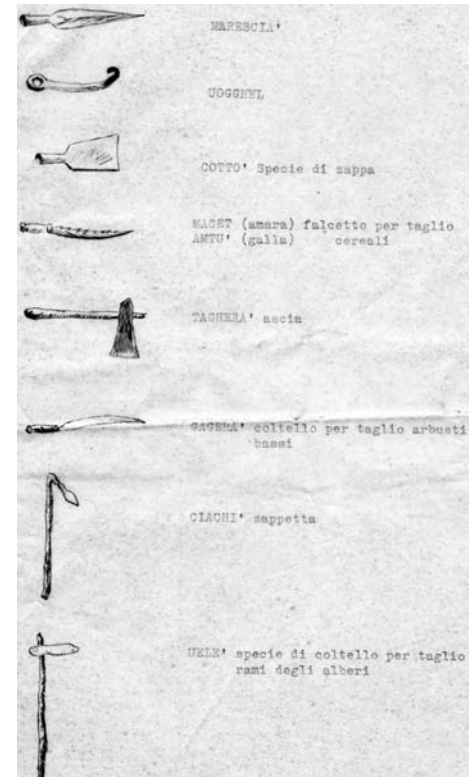 MARESCIA'
UOGGHEL
COTTO' Specie di zappa
MACET (amara) falcetto per taglio
AMTU' (galla) cereali
TAGHERA' ascia
GAGERA' coltello per taglio arbusti
bassi
CIACHI' zappetta
UELE' specie di coltello per taglio
rami degli alberi